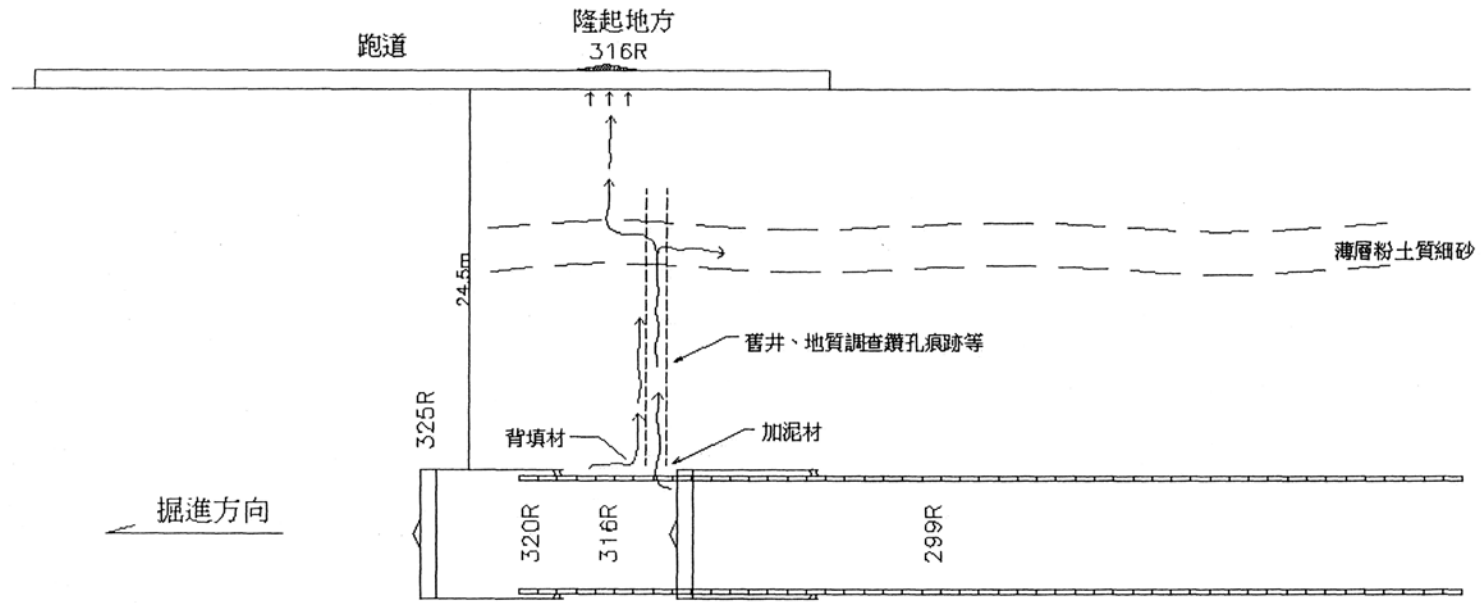 隆起地方
跑道
316R
薄層粉土質細砂
24.5m
舊井、地質調查鑽孔痕跡等
325R
背填材
加泥材
掘進方向
320R
316R
299R